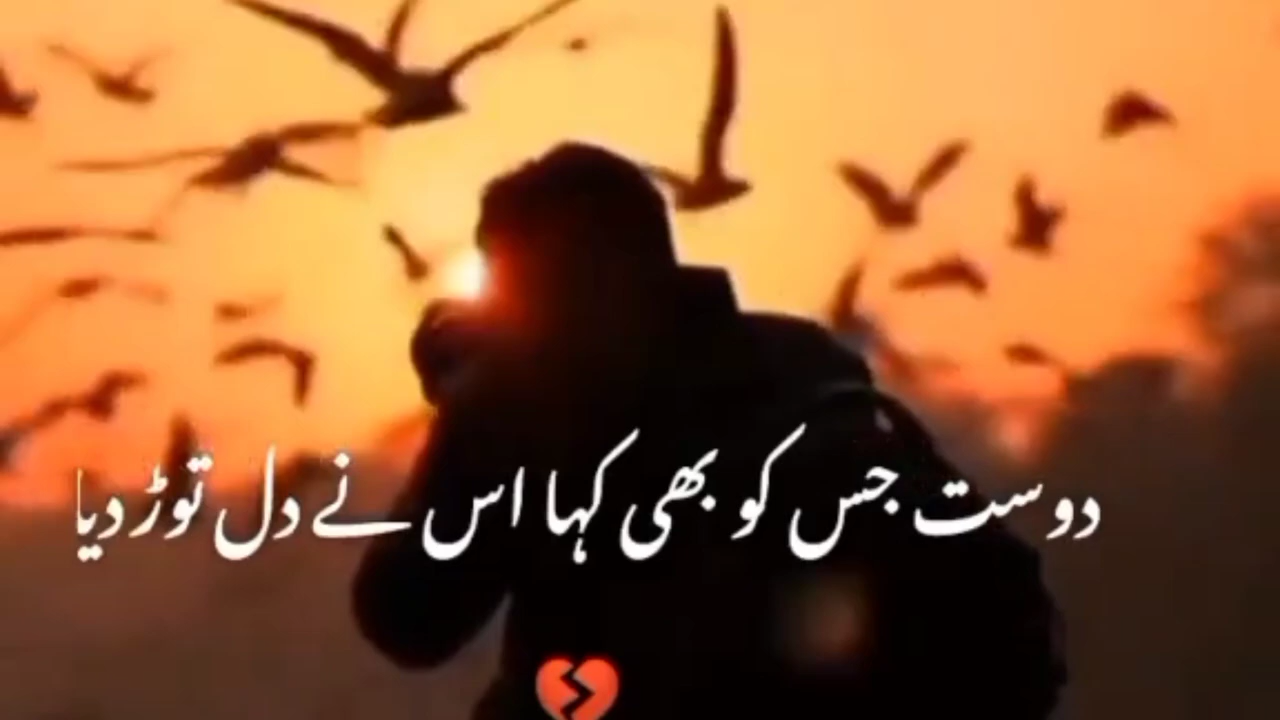 دوست جس کو بھی کہا اس نے دل توڑ دیا
💔